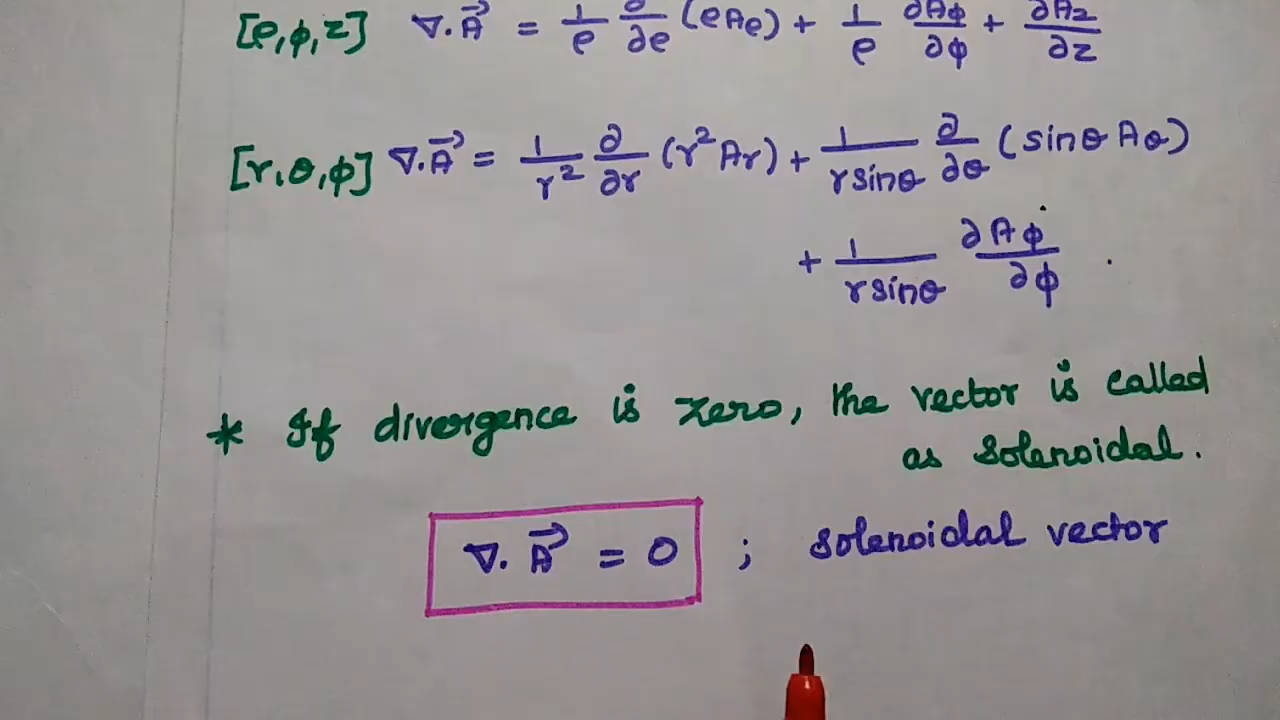 [ρ,φ,z] ∇.A⃗ = 1/ρ ∂/∂ρ (ρAρ) + 1/ρ ∂Aφ/∂φ + ∂Az/∂z
[r,θ,φ] ∇.A⃗ = 1/r² ∂/∂r (r²Ar) + 1/rsinθ ∂/∂θ (sinθ Aθ)
+ 1/rsinθ ∂Aφ/∂φ .
* If divergence is zero, the vector is called
as solenoidal.
∇.A⃗ = 0 ; solenoidal vector